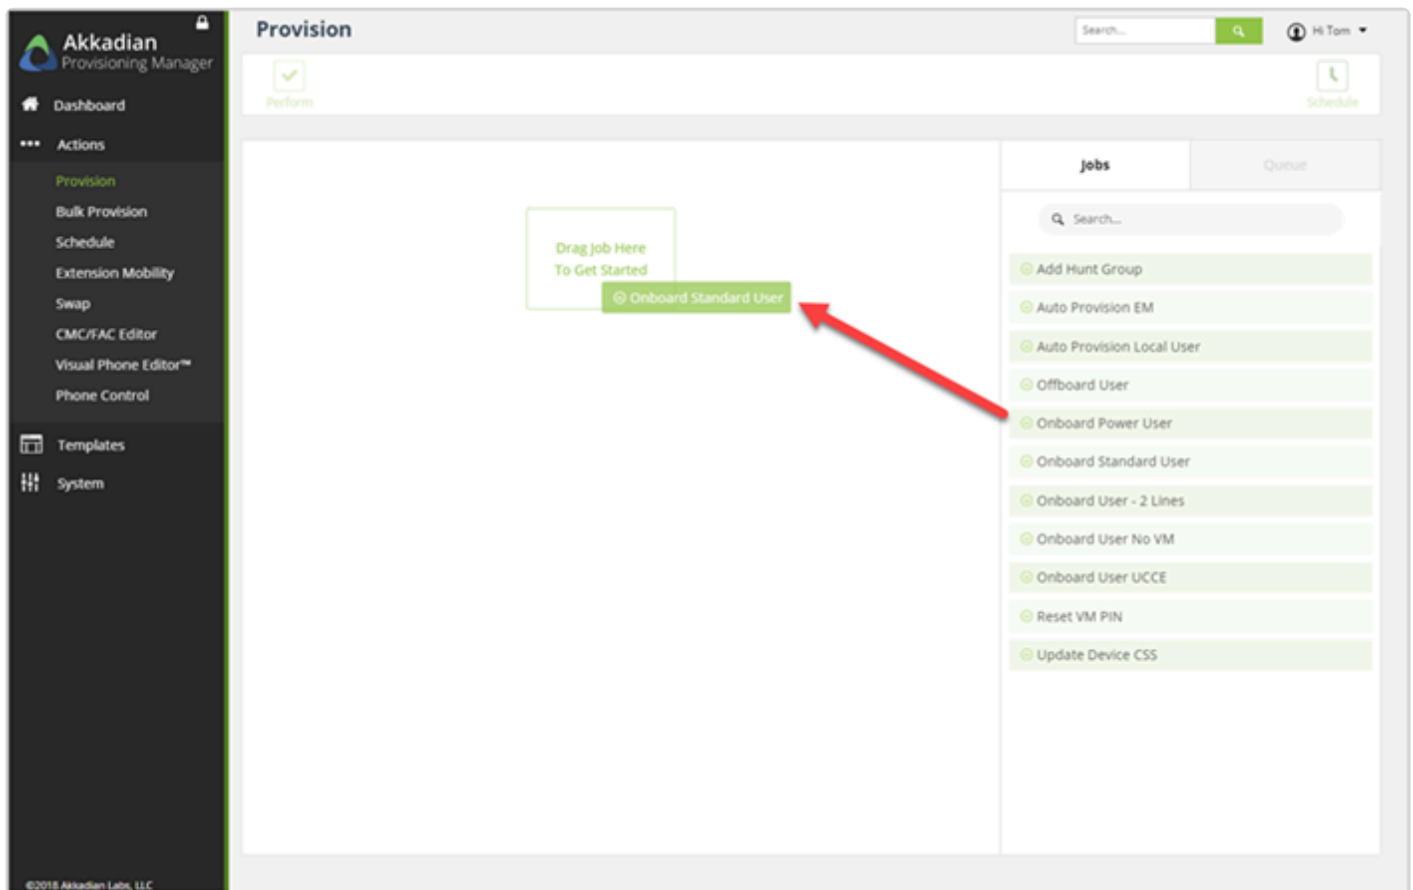 Akkadian
Provisioning Manager
Dashboard
Actions
Provision
Bulk Provision
Schedule
Extension Mobility
Swap
CMC/FAC Editor
Visual Phone Editor™
Phone Control
Templates
System
©2018 Akkadian Labs, LLC
Provision
Search...
Hi Tom
Perform
Schedule
Drag Job Here
To Get Started
Onboard Standard User
Jobs
Queue
Search...
Add Hunt Group
Auto Provision EM
Auto Provision Local User
Offboard User
Onboard Power User
Onboard Standard User
Onboard User - 2 Lines
Onboard User No VM
Onboard User UCCE
Reset VM PIN
Update Device CSS